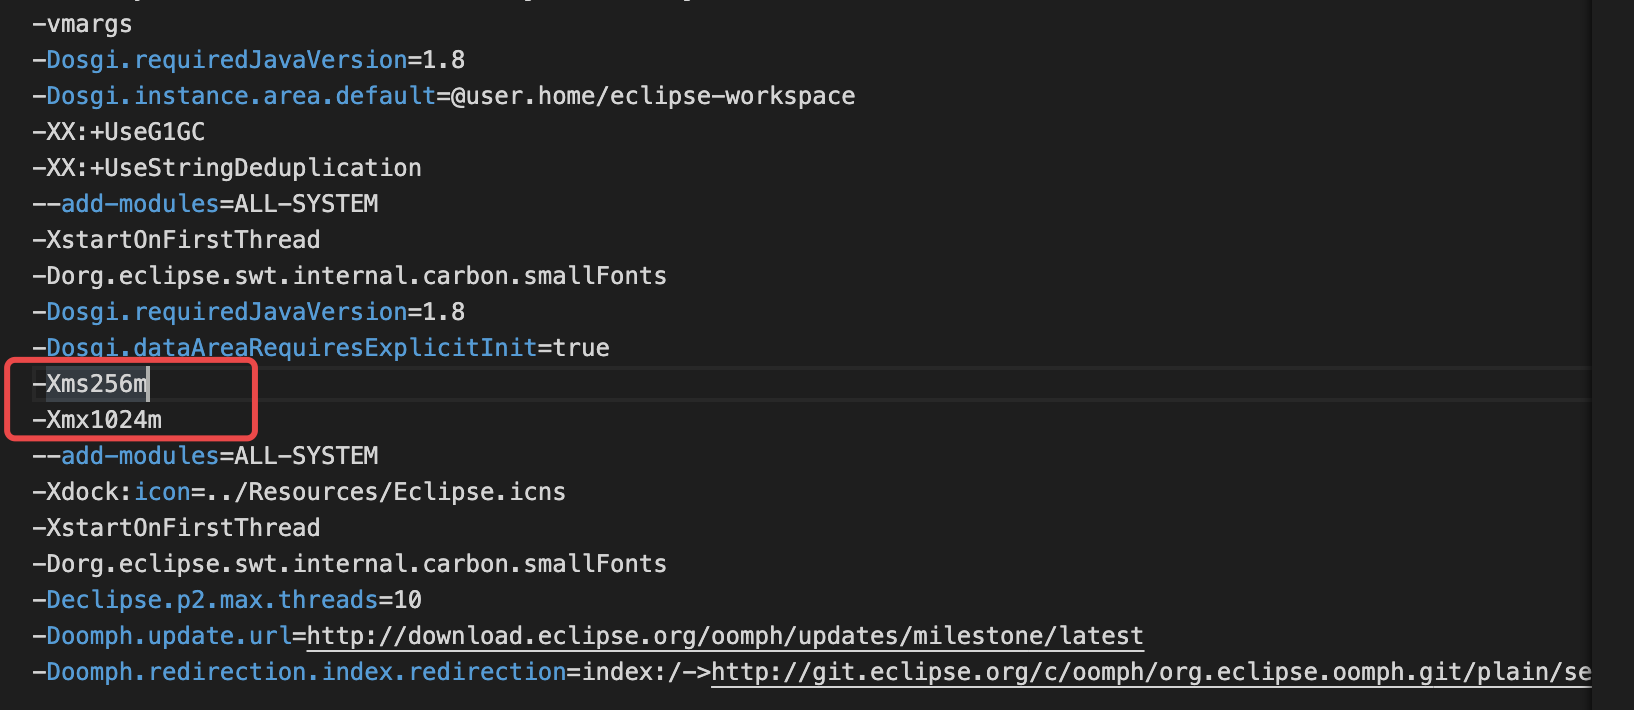 -vmargs
-Dosgi.requiredJavaVersion=1.8
-Dosgi.instance.area.default=@user.home/eclipse-workspace
-XX:+UseG1GC
-XX:+UseStringDeduplication
--add-modules=ALL-SYSTEM
-XstartOnFirstThread
-Dorg.eclipse.swt.internal.carbon.smallFonts
-Dosgi.requiredJavaVersion=1.8
-Dosgi.dataAreaRequiresExplicitInit=true
-Xms256m
-Xmx1024m
--add-modules=ALL-SYSTEM
-Xdock:icon=../Resources/Eclipse.icns
-XstartOnFirstThread
-Dorg.eclipse.swt.internal.carbon.smallFonts
-Declipse.p2.max.threads=10
-Doomph.update.url=http://download.eclipse.org/oomph/updates/milestone/latest
-Doomph.redirection.index.redirection=index:/->http://git.eclipse.org/c/oomph/org.eclipse.oomph.git/plain/se